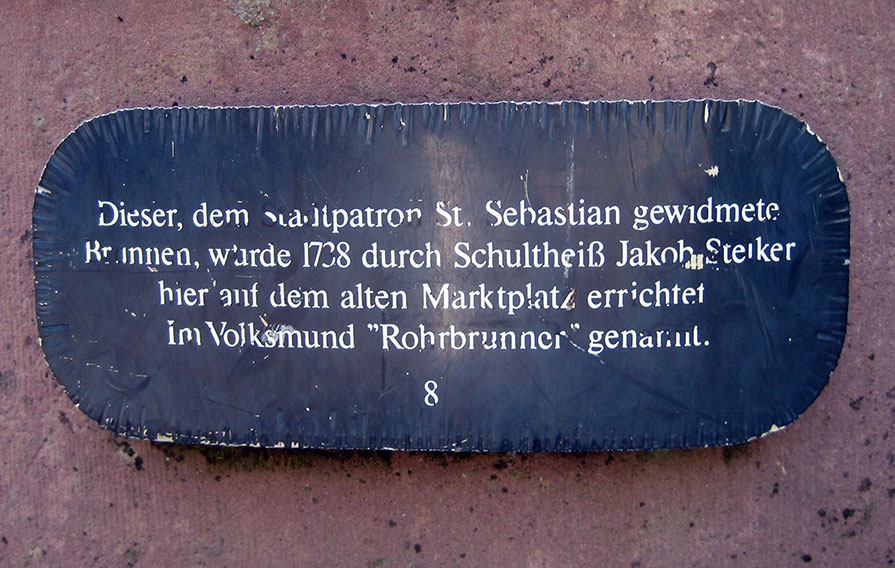 Dieser, dem Stadtpatron St. Sebastian gewidmete
Brunnen, wurde durch Schultheiß Jakob
hier auf dem alten Marktplatz errichtet
Im Volksmund "Rohrbrunnen" genannt.
8